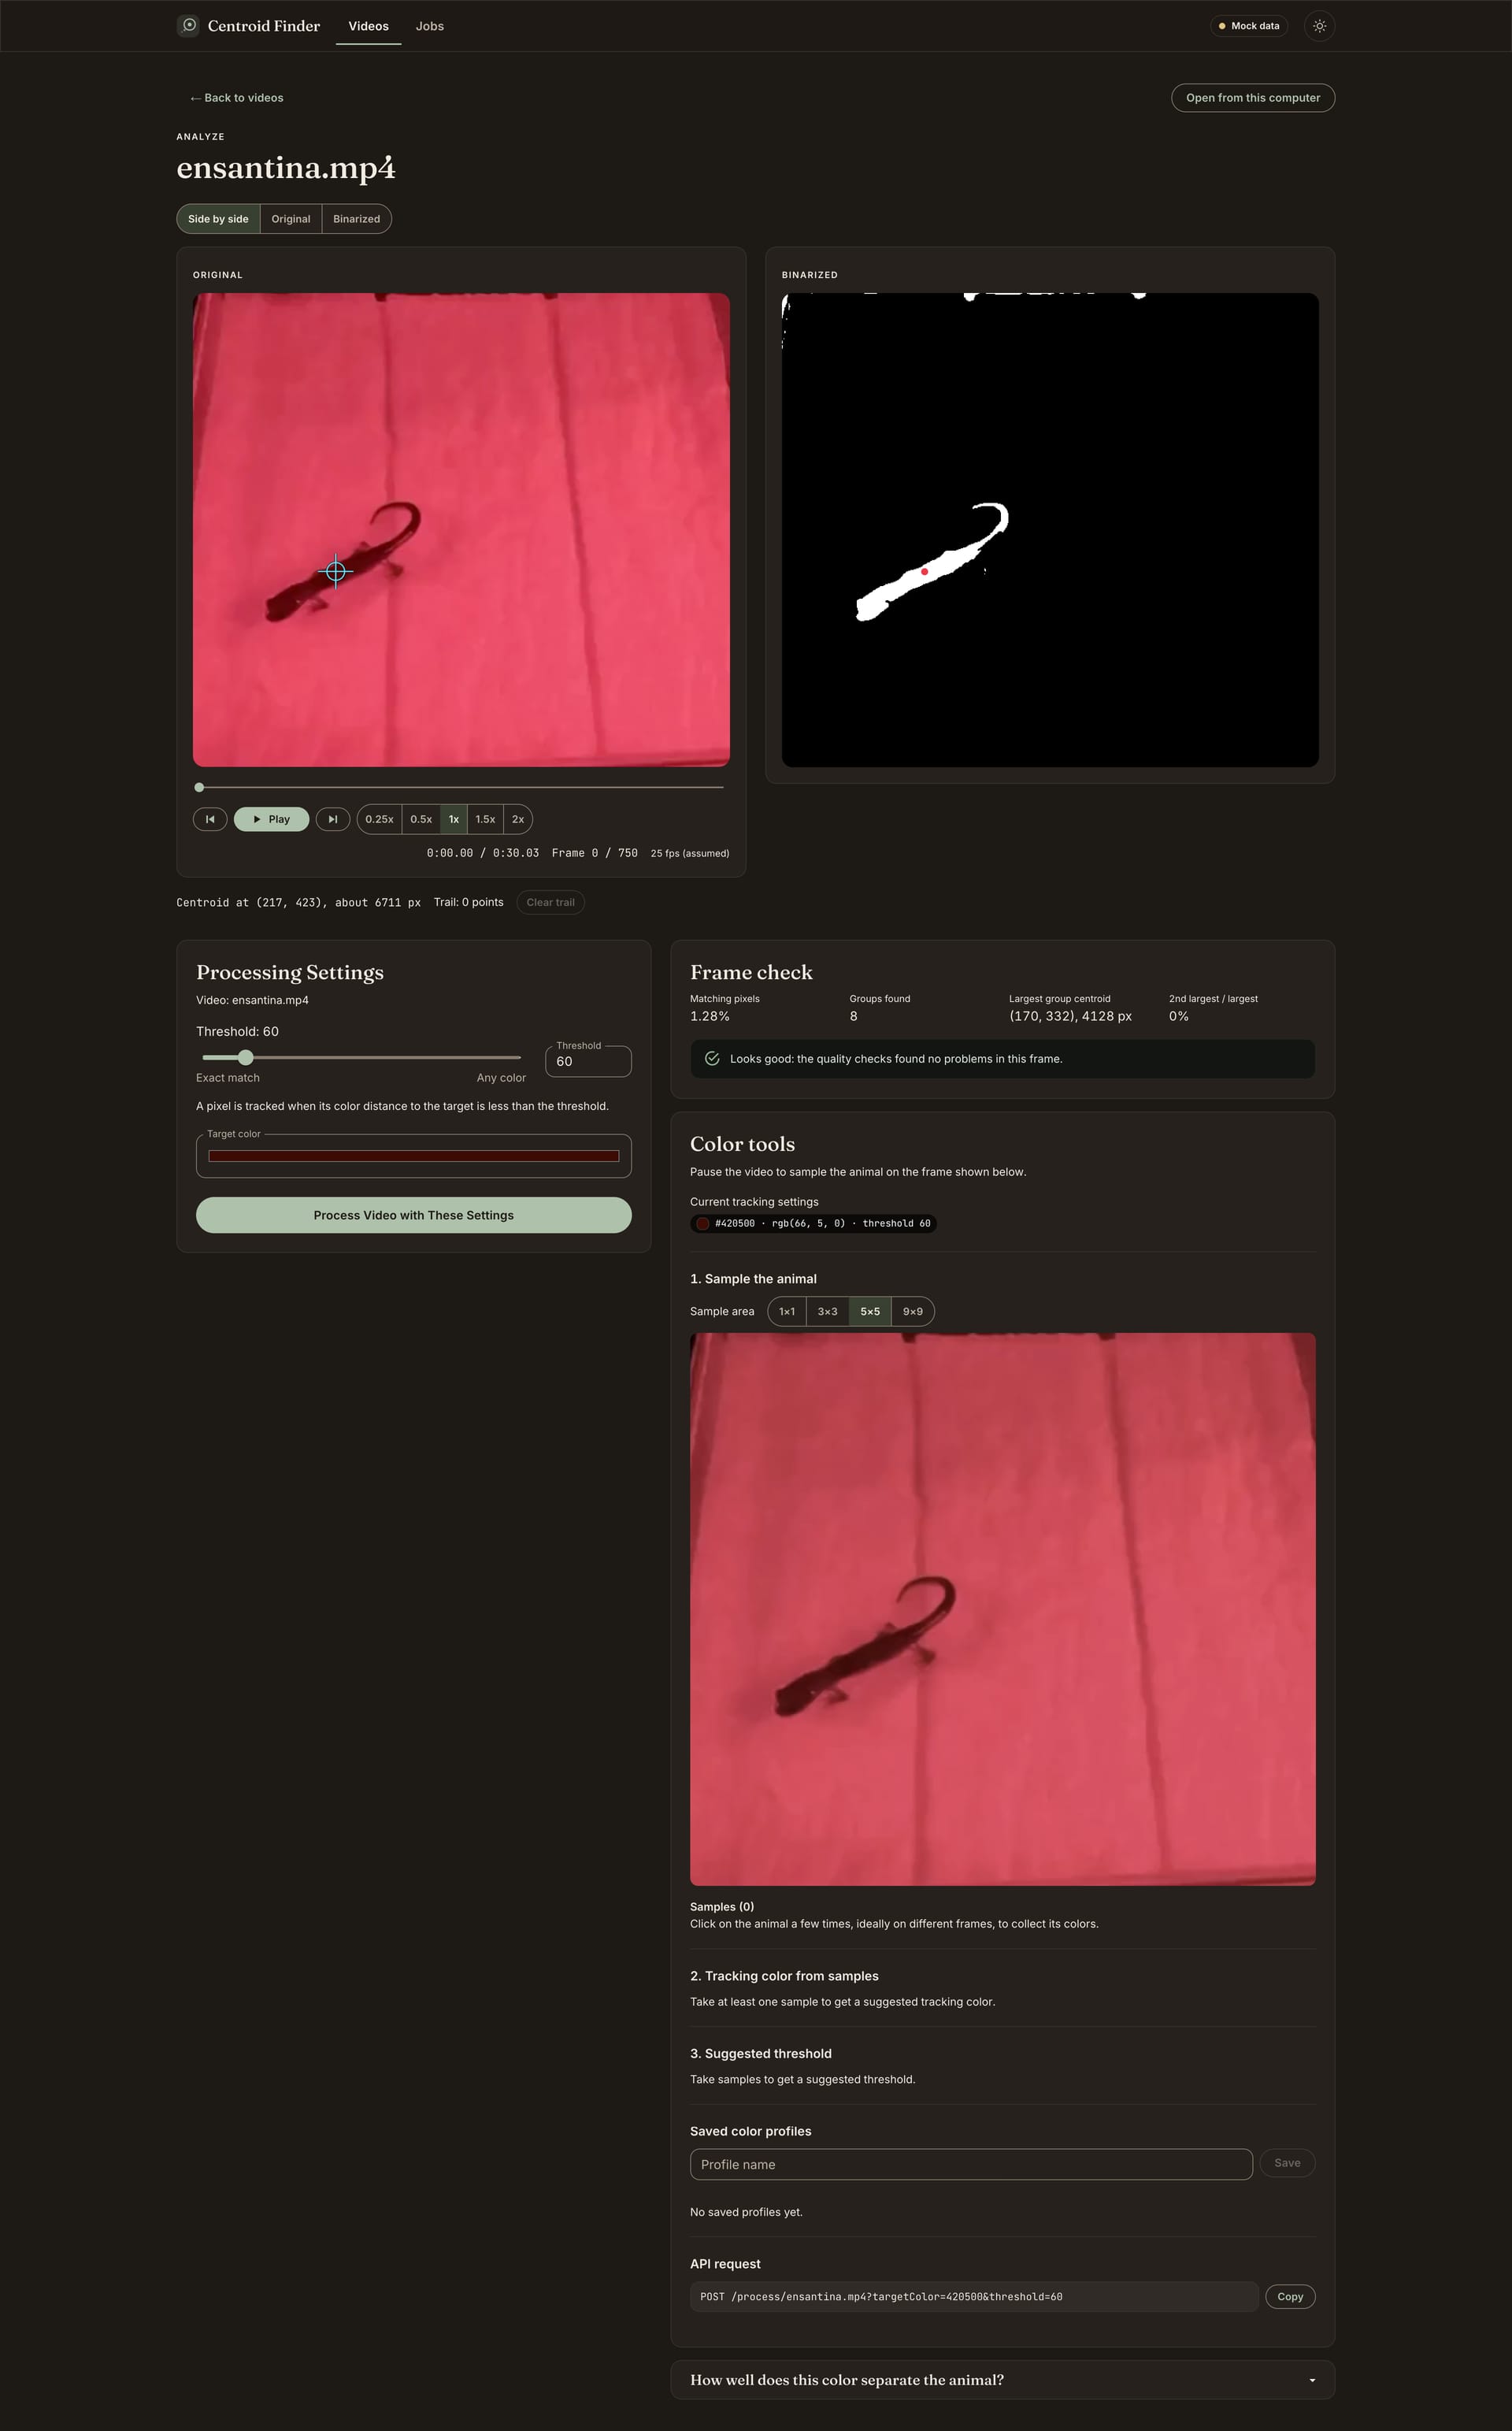 Centroid Finder Videos Jobs Mock data
← Back to videos Open from this computer
ANALYZE
ensantina.mp4
Side by side Original Binarized
ORIGINAL
BINARIZED
0.25x 0.5x 1x 1.5x 2x
Play
0:00.00 / 0:30.03 Frame 0 / 750 25 fps (assumed)
Centroid at (217, 423), about 6711 px Trail: 0 points Clear trail
Processing Settings
Video: ensantina.mp4
Threshold: 60
Threshold
60
Exact match Any color
A pixel is tracked when its color distance to the target is less than the threshold.
Target color
Process Video with These Settings
Frame check
Matching pixels Groups found Largest group centroid 2nd largest / largest
1.28% 8 (170, 332), 4128 px 0%
Looks good: the quality checks found no problems in this frame.
Color tools
Pause the video to sample the animal on the frame shown below.
Current tracking settings
#420500 · rgb(66, 5, 0) · threshold 60
1. Sample the animal
Sample area 1×1 3×3 5×5 9×9
Samples (0)
Click on the animal a few times, ideally on different frames, to collect its colors.
2. Tracking color from samples
Take at least one sample to get a suggested tracking color.
3. Suggested threshold
Take samples to get a suggested threshold.
Saved color profiles
Profile name Save
No saved profiles yet.
API request
POST /process/ensantina.mp4?targetColor=420500&threshold=60 Copy
How well does this color separate the animal?